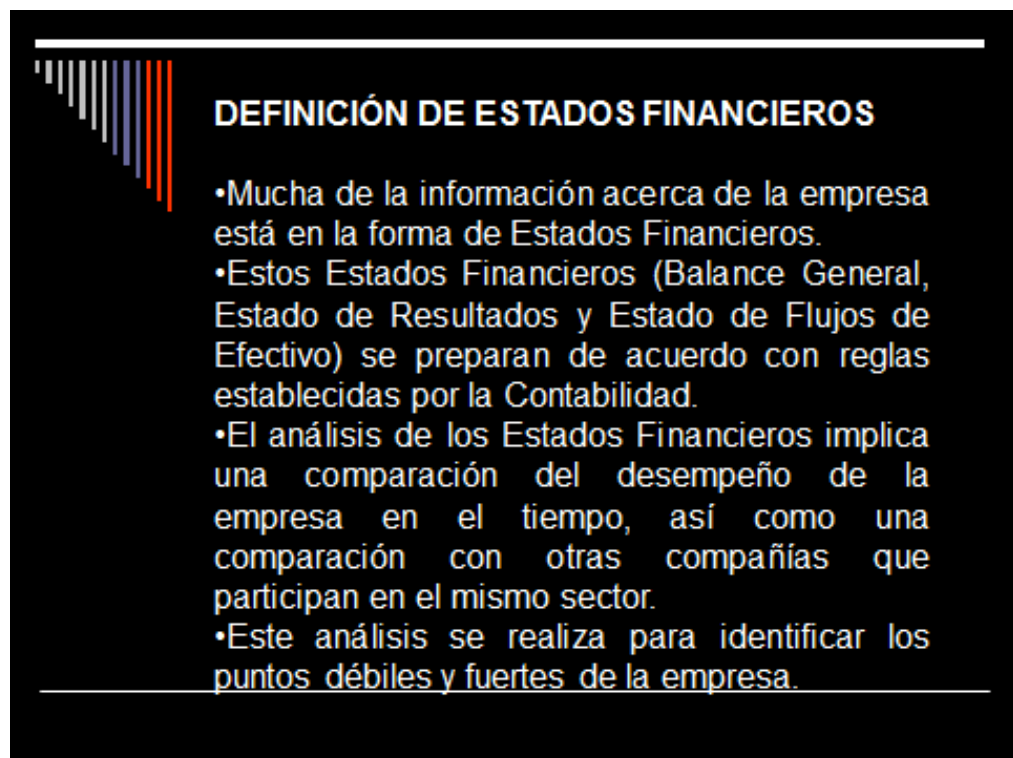 DEFINICIÓN DE ESTADOS FINANCIEROS
•Mucha de la información acerca de la empresa
está en la forma de Estados Financieros.
•Estos Estados Financieros (Balance General,
Estado de Resultados y Estado de Flujos de
Efectivo) se preparan de acuerdo con reglas
establecidas por la Contabilidad.
•El análisis de los Estados Financieros implica
una comparación del desempeño de la
empresa en el tiempo, así como una
comparación con otras compañías que
participan en el mismo sector.
•Este análisis se realiza para identificar los
puntos débiles y fuertes de la empresa.